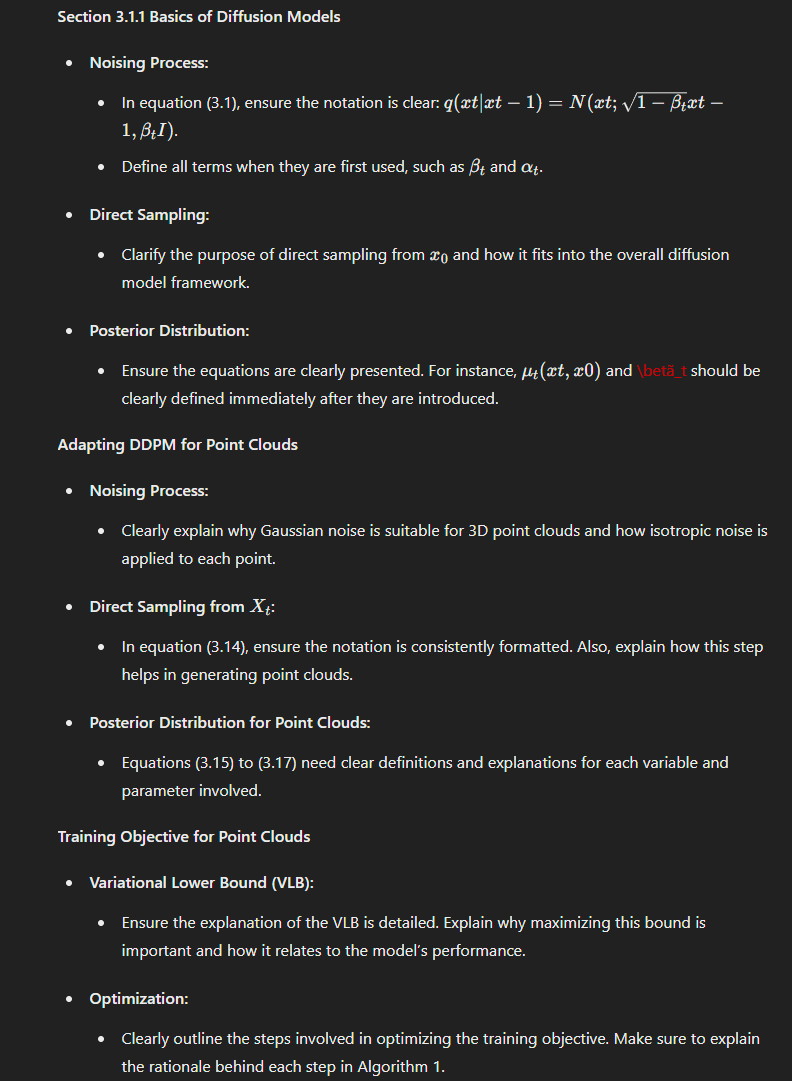 Section 3.1.1 Basics of Diffusion Models
• Noising Process:
• In equation (3.1), ensure the notation is clear: q(xt|xt − 1) = N(xt; √1 − βₜxt −
1, βₜI).
• Define all terms when they are first used, such as βₜ and αₜ.
• Direct Sampling:
• Clarify the purpose of direct sampling from x₀ and how it fits into the overall diffusion
model framework.
• Posterior Distribution:
• Ensure the equations are clearly presented. For instance, μₜ(xt, x0) and \betã_t should be
clearly defined immediately after they are introduced.
Adapting DDPM for Point Clouds
• Noising Process:
• Clearly explain why Gaussian noise is suitable for 3D point clouds and how isotropic noise is
applied to each point.
• Direct Sampling from Xₜ:
• In equation (3.14), ensure the notation is consistently formatted. Also, explain how this step
helps in generating point clouds.
• Posterior Distribution for Point Clouds:
• Equations (3.15) to (3.17) need clear definitions and explanations for each variable and
parameter involved.
Training Objective for Point Clouds
• Variational Lower Bound (VLB):
• Ensure the explanation of the VLB is detailed. Explain why maximizing this bound is
important and how it relates to the model's performance.
• Optimization:
• Clearly outline the steps involved in optimizing the training objective. Make sure to explain
the rationale behind each step in Algorithm 1.